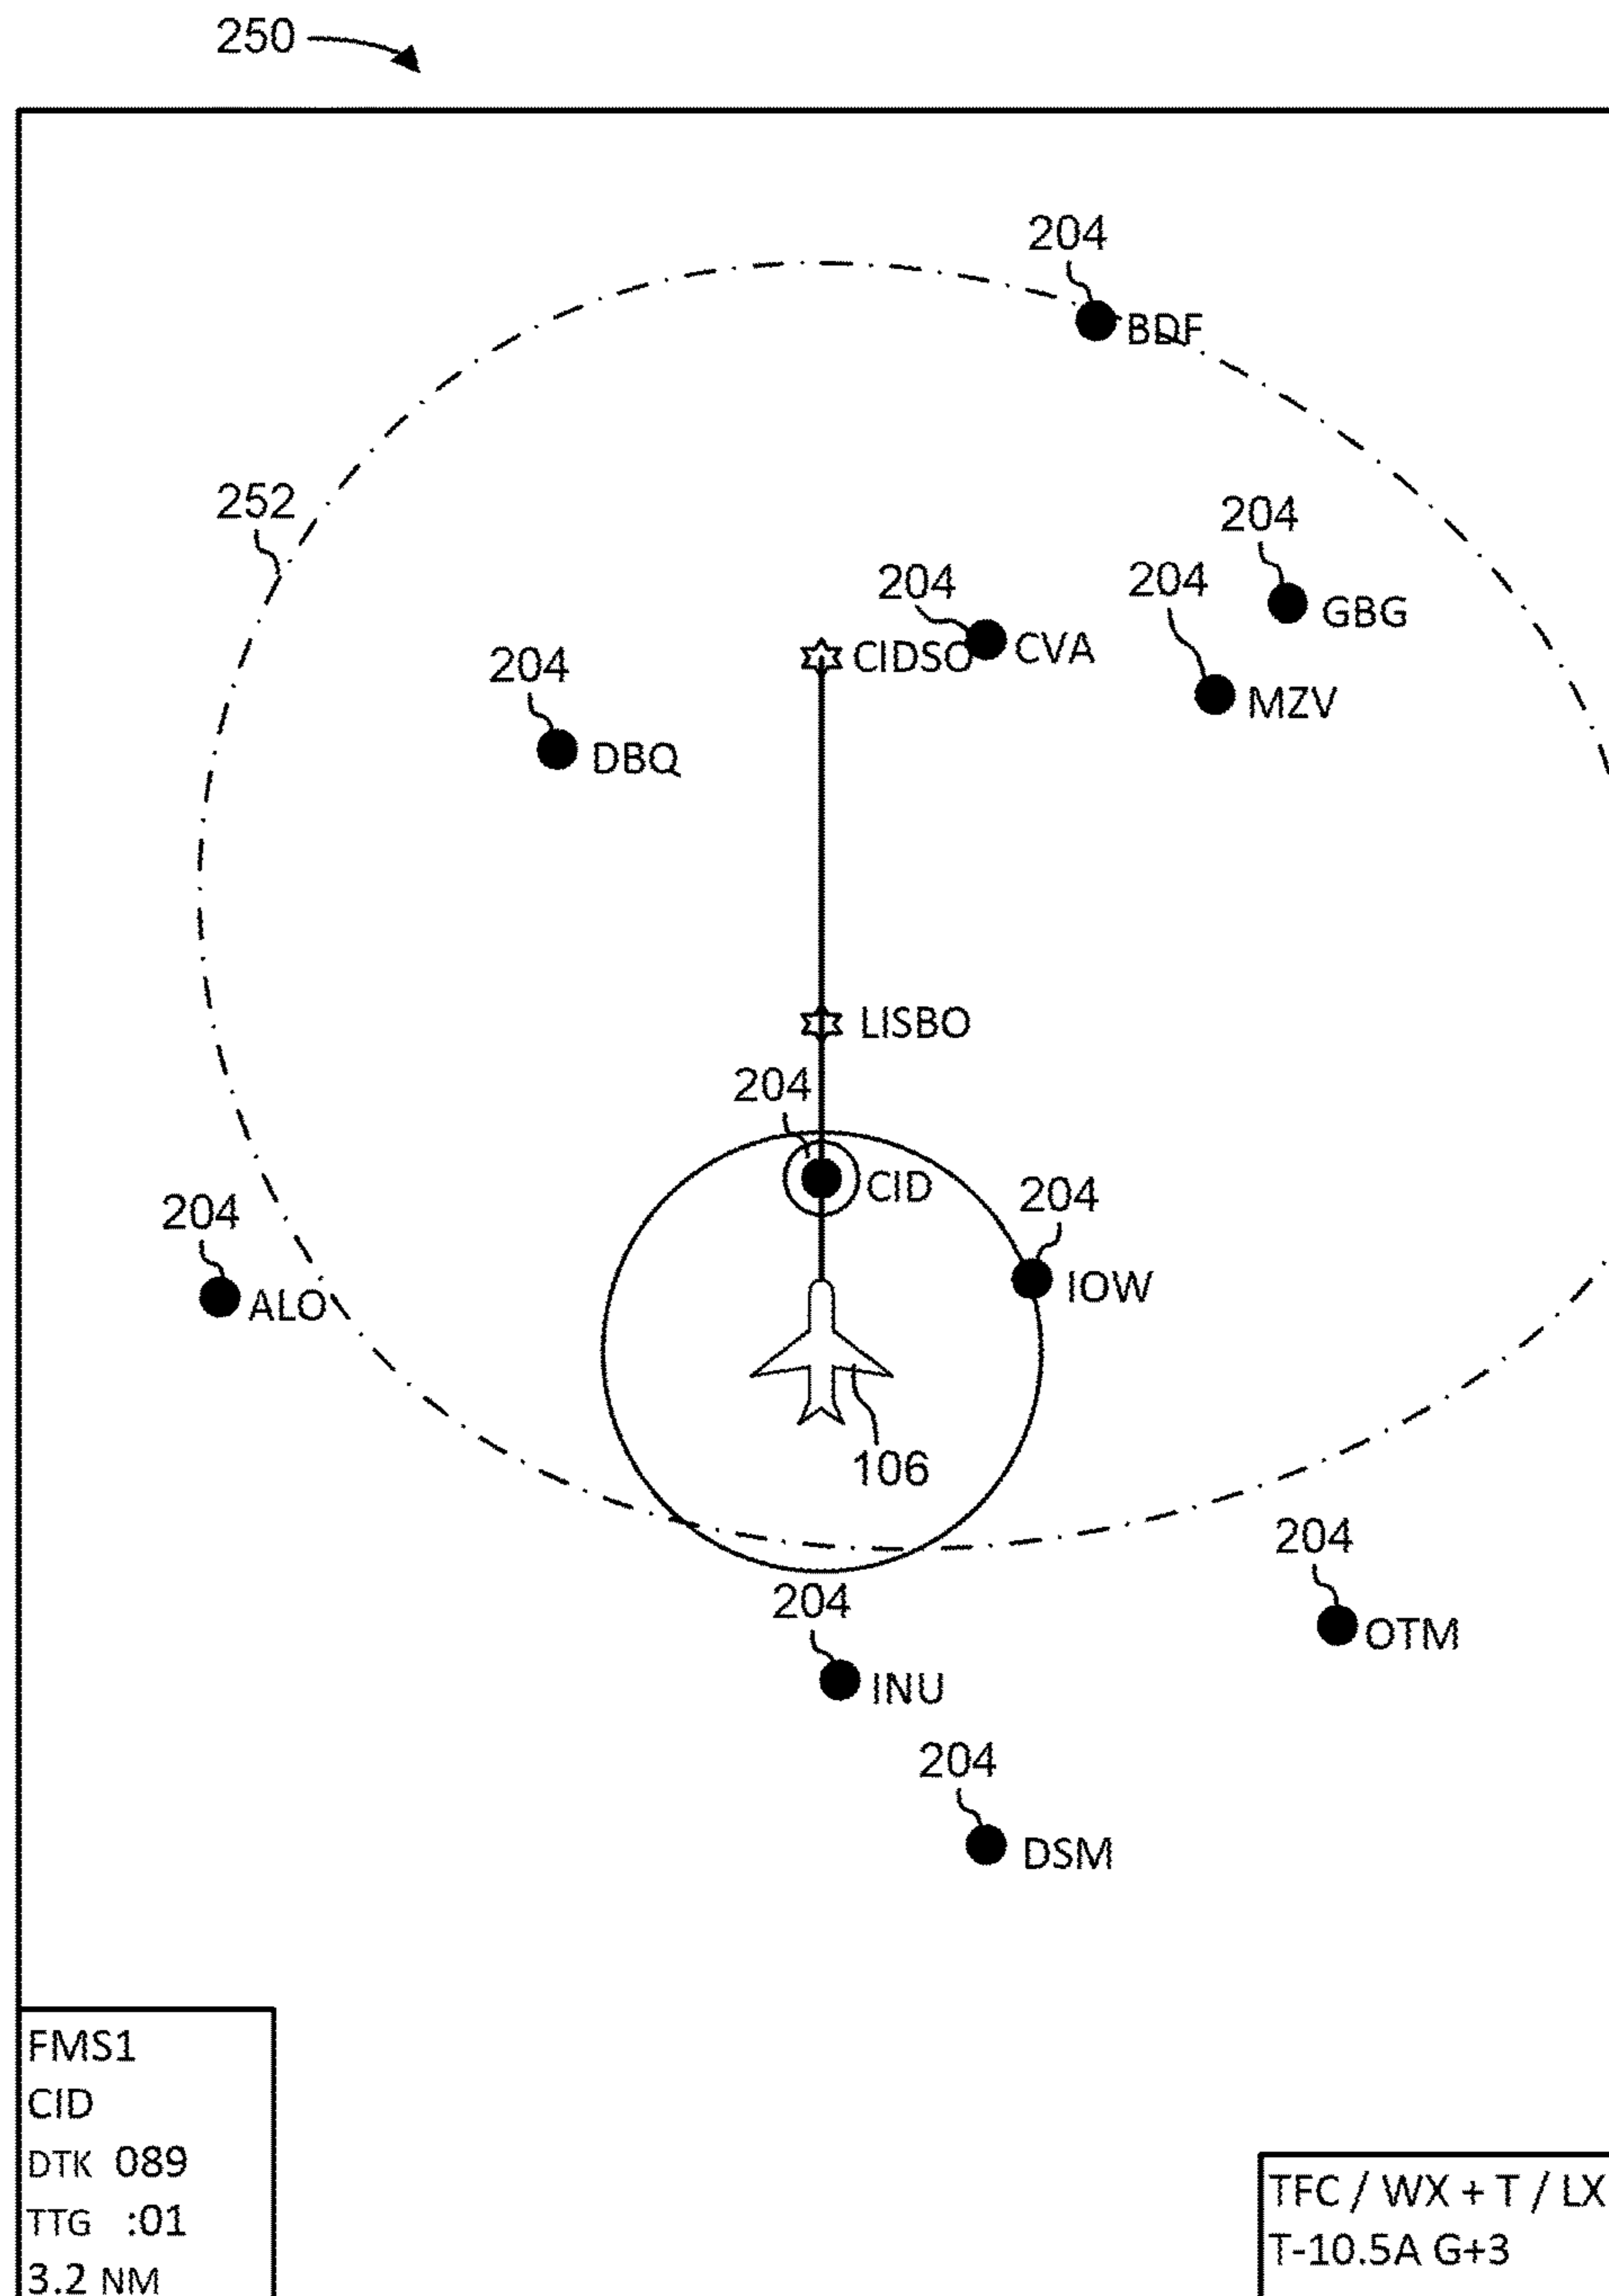 250
204
BDF
252
204
GBG
204
MZV
204
CVA
CIDSO
204
DBQ
LISBO
204
CID
204
IOW
204
ALO
106
204
OTM
204
INU
204
DSM
FMS1
CID
DTK 089
TTG :01
3.2 NM
TFC / WX + T / LX
T-10.5A G+3